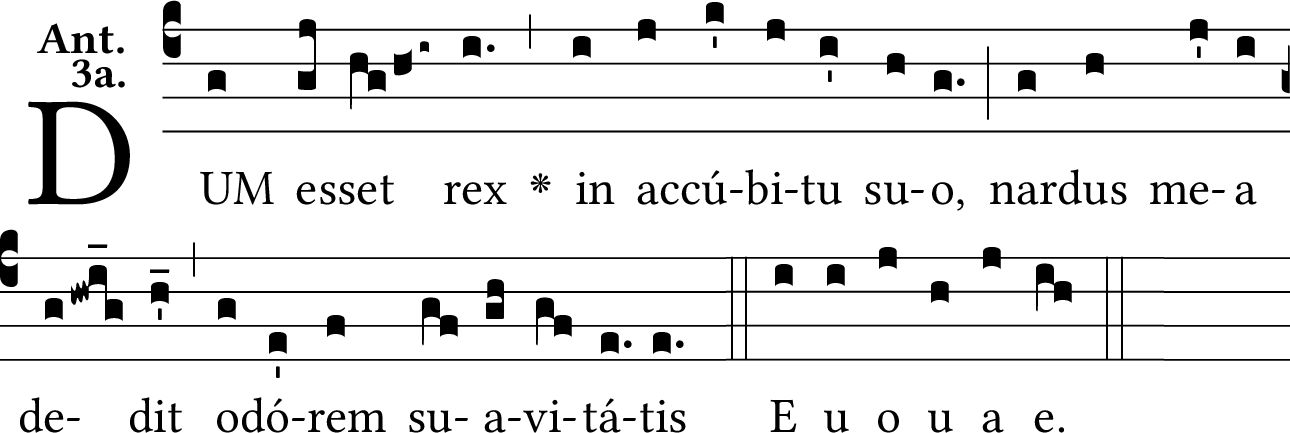 Ant.
3a.
DUM esset rex * in accú-bi-tu su-o, nardus me-a
de- dit odó-rem su- a-vi-tá-tis E u o u a e.